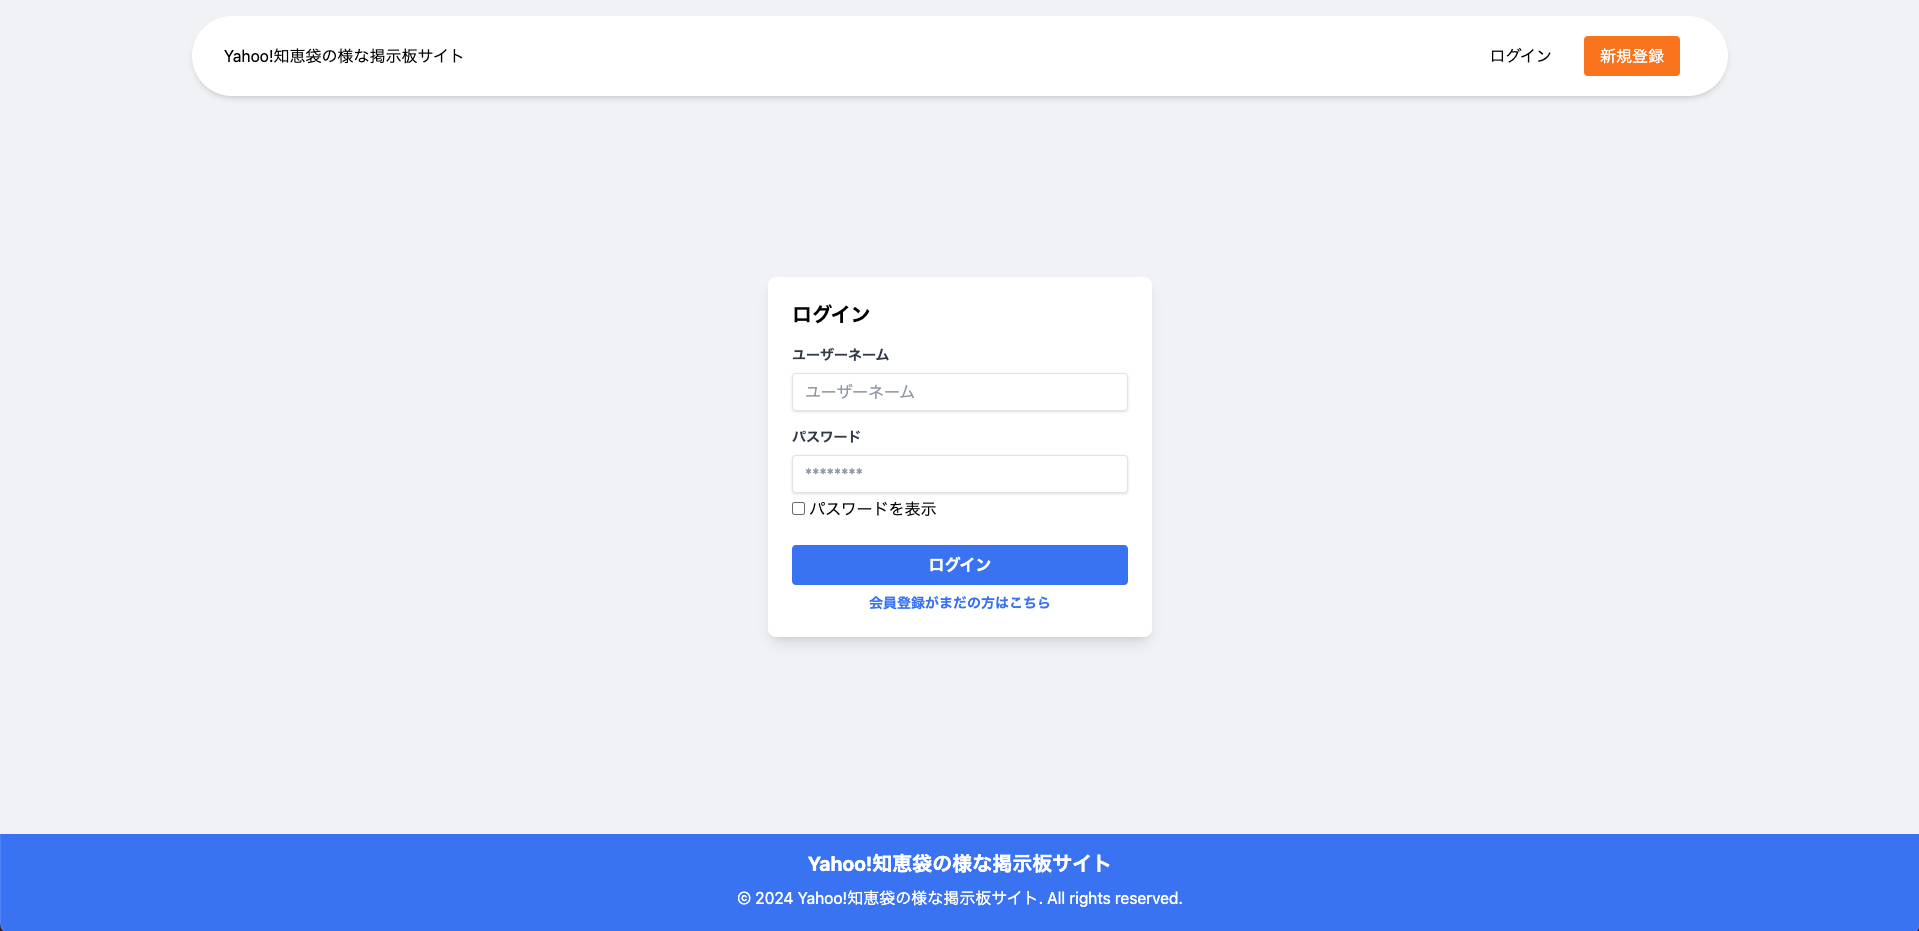 Yahoo!知恵袋の様な掲示板サイト
ログイン
新規登録
ログイン
ユーザーネーム
ユーザーネーム
パスワード
********
パスワードを表示
ログイン
会員登録がまだの方はこちら
Yahoo!知恵袋の様な掲示板サイト
© 2024 Yahoo!知恵袋の様な掲示板サイト. All rights reserved.